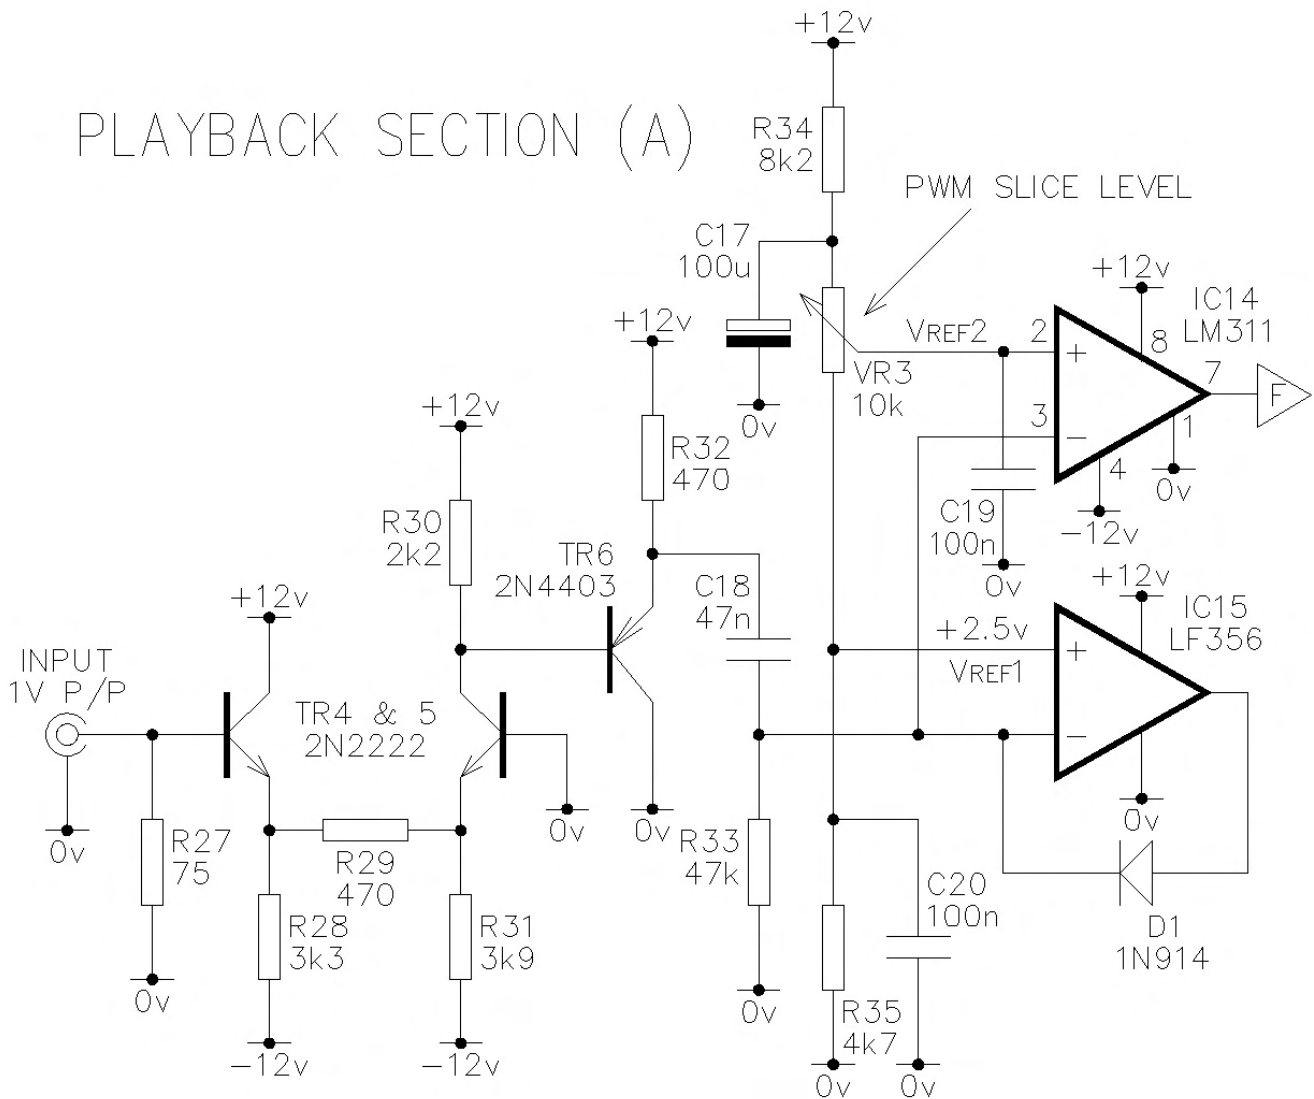 +12v
PLAYBACK SECTION (A)
R34
8k2
PWM SLICE LEVEL
C17
100u
+12v
IC14
LM311
+12v
VREF2
2
+
8
7
F
VR3
10k
0v
3
−
1
4
0v
+12v
R32
470
C19
100n
−12v
0v
R30
2k2
TR6
2N4403
C18
47n
+12v
IC15
LF356
+12v
+2.5v
VREF1
+
−
INPUT
1V P/P
TR4 & 5
2N2222
0v
0v
0v
0v
R27
75
R29
470
R33
47k
C20
100n
D1
1N914
R28
3k3
R31
3k9
0v
0v
R35
4k7
−12v
−12v
0v
0v